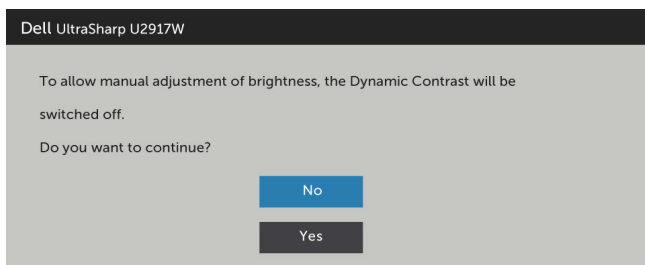 Dell UltraSharp U2917W
To allow manual adjustment of brightness, the Dynamic Contrast will be
switched off.
Do you want to continue?
No
Yes